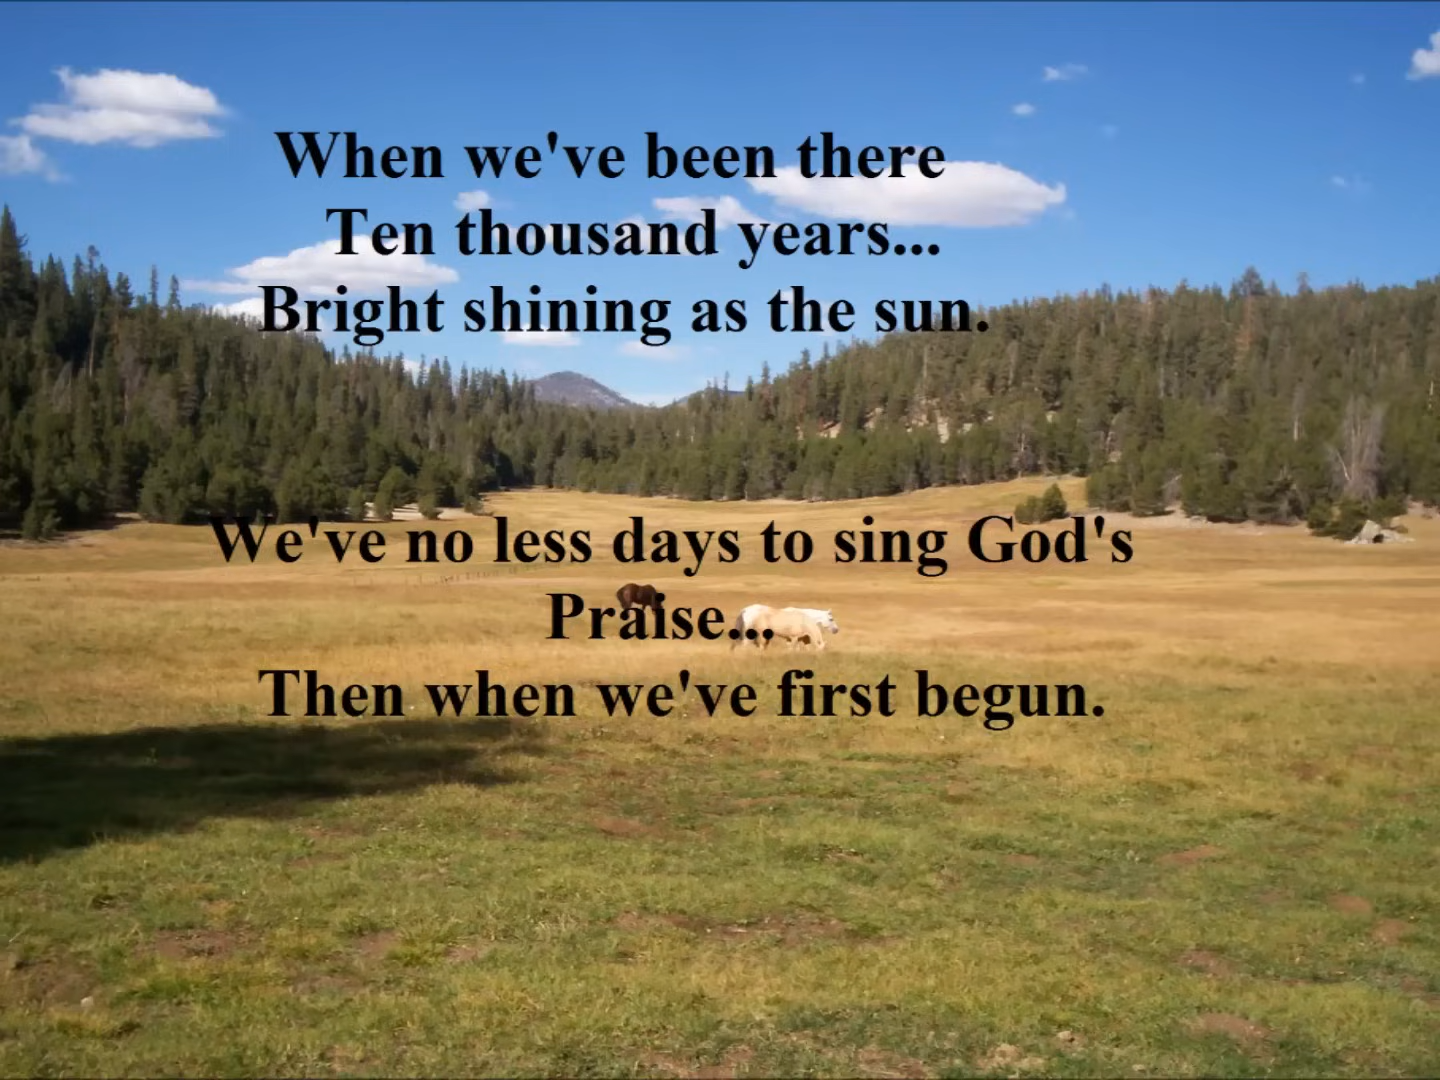 When we've been there
Ten thousand years...
Bright shining as the sun.
We've no less days to sing God's
Praise...
Then when we've first begun.